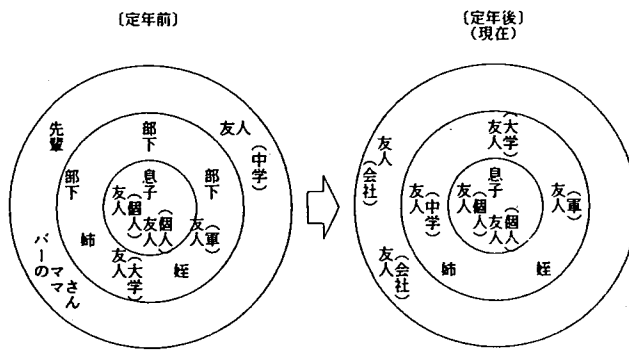 〔定年前〕
先輩
部下
友人(中学)
部下
息子
部下
友人(個人)
友人(個人)
友人(軍)
姉
友人(大学)
姪
バーのママさん
〔定年後〕
(現在)
友人(大学)
友人(会社)
息子
友人(中学)
友人(個人)
友人(個人)
友人(軍)
姉
姪
友人(会社)